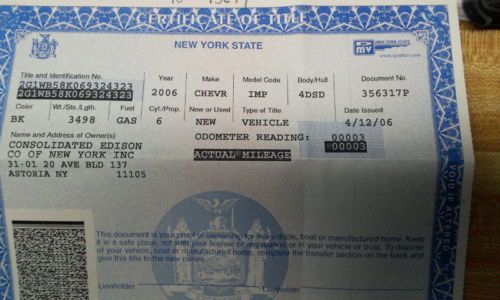 CERTIFICATE OF TITLE
NEW YORK STATE
Title and Identification No. Year Make Model Code Body/Hull Document No.
2G1WB58K069324323
2G1WB58K069324323 2006 CHEVR IMP 4DSD 356317P
Color Wt./Sts./Lgth. Fuel Cyl./Prop. New or Used Type of Title Date Issued
BK 3498 GAS 6 NEW VEHICLE 4/12/06
Name and Address of Owner(s) ODOMETER READING: 00003
00003
CONSOLIDATED EDISON ACTUAL MILEAGE
CO OF NEW YORK INC
31-01 20 AVE BLD 137
ASTORIA NY 11105
VOID IF ALTERED
This document is your proof of ownership for this vehicle, boat or manufactured home. Keep
it in a safe place, not with your license or registration or in your vehicle or boat. To dispose
of your vehicle, boat or manufactured home, complete the transfer section on the back and
give this title to the new owner.
Lienholder Lienholder